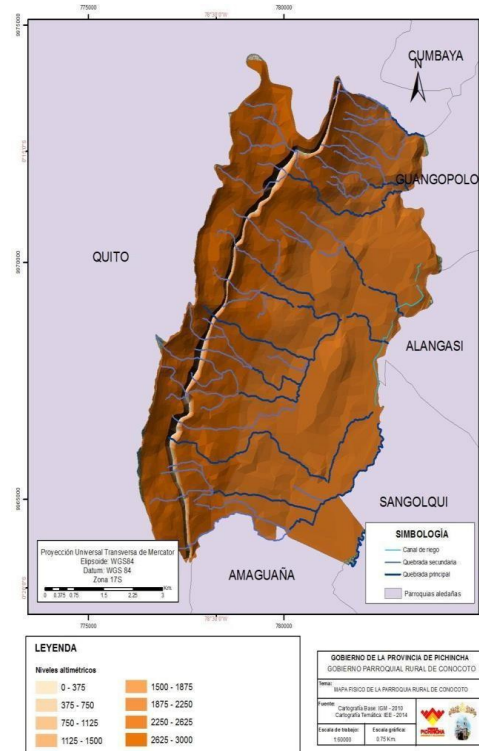 775000
780000
CUMBAYA
N
GUANGOPOLO
QUITO
ALANGASI
SANGOLQUI
AMAGUAÑA
Proyección Universal Transversa de Mercator
Elipsoide: WGS84
Datum: WGS 84
Zona 17S
0 0.375 0.75 1.5 2.25 3
Km
SIMBOLOGÍA
Canal de riego
Quebrada secundaria
Quebrada principal
Parroquias aledañas
775000
780000
LEYENDA
Niveles altimétricos
0 - 375
375 - 750
750 - 1125
1125 - 1500
1500 - 1875
1875 - 2250
2250 - 2625
2625 - 3000
GOBIERNO DE LA PROVINCIA DE PICHINCHA
GOBIERNO PARROQUIAL RURAL DE CONOCOTO
Tema:
MAPA FISICO DE LA PARROQUIA RURAL DE CONOCOTO
Fuente:
Cartografía Base: IGM - 2010
Cartografía Temática: IEE - 2014
Escala de trabajo:
Escala gráfica:
0.75 Km
PICHINCHA